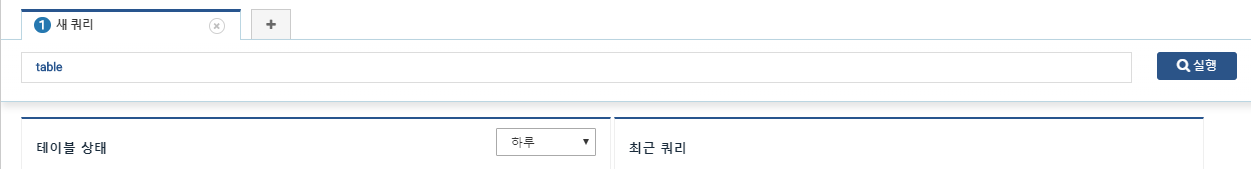 1 새 쿼리
table
실행
테이블 상태
하루
최근 쿼리